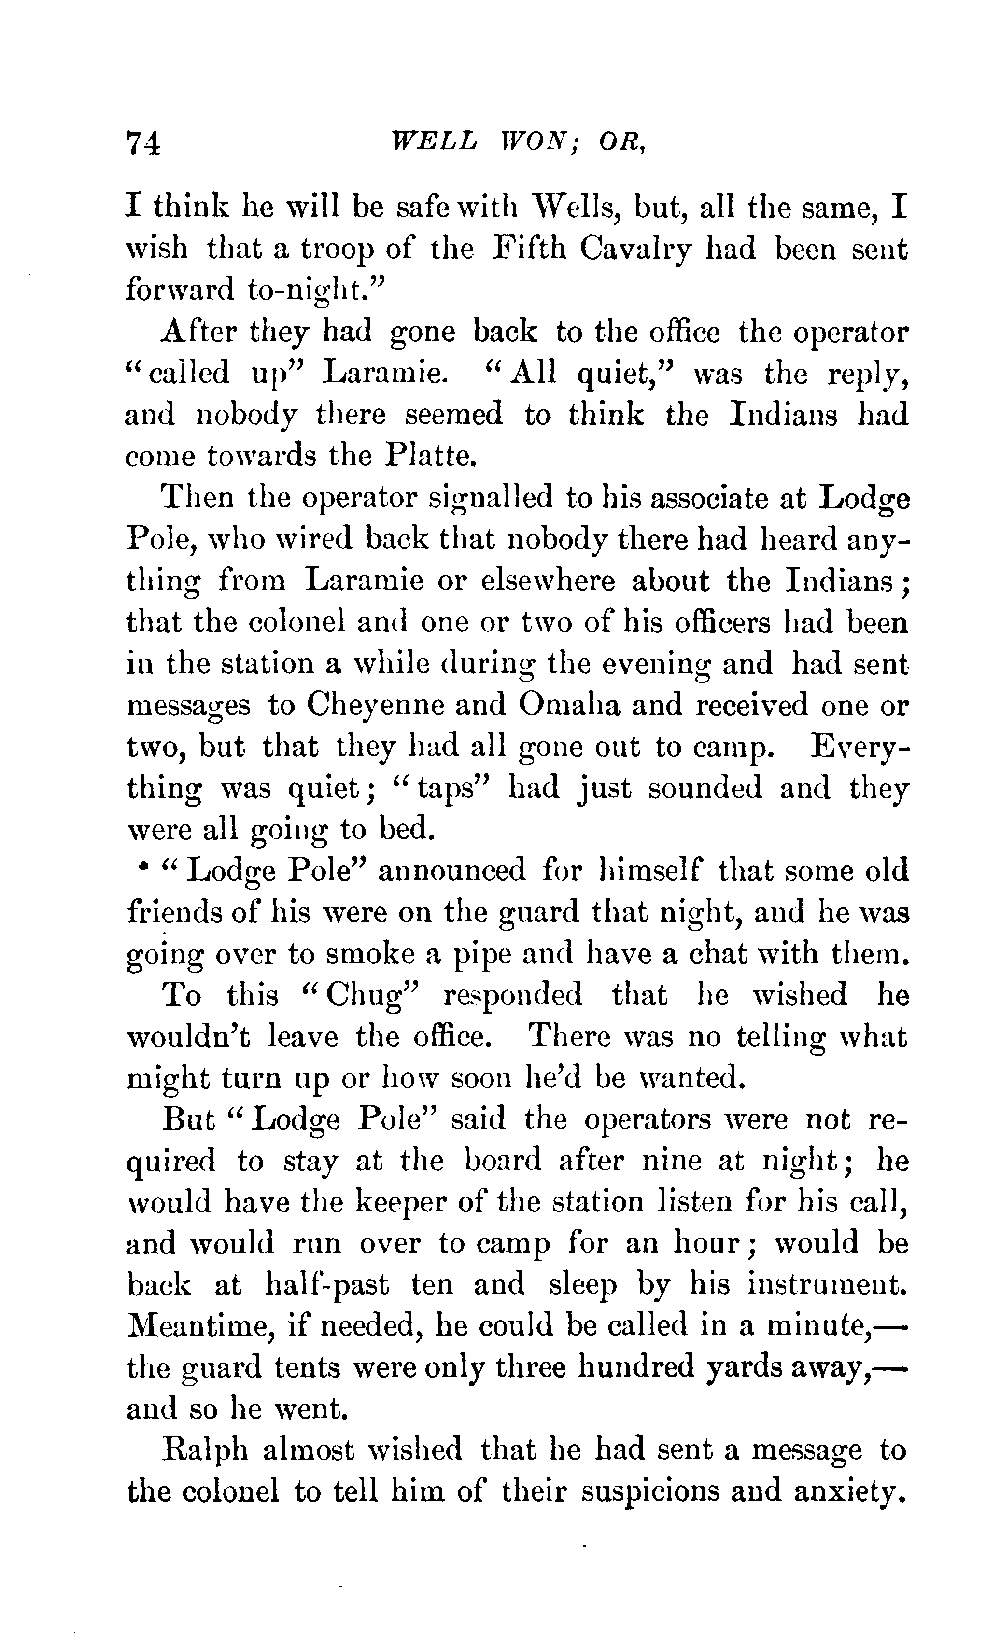 74 WELL WON; OR,
I think he will be safe with Wells, but, all the same, I
wish that a troop of the Fifth Cavalry had been sent
forward to-night.”
After they had gone back to the office the operator
“called up” Laramie. “All quiet,” was the reply,
and nobody there seemed to think the Indians had
come towards the Platte.
Then the operator signalled to his associate at Lodge
Pole, who wired back that nobody there had heard any-
thing from Laramie or elsewhere about the Indians;
that the colonel and one or two of his officers had been
in the station a while during the evening and had sent
messages to Cheyenne and Omaha and received one or
two, but that they had all gone out to camp. Every-
thing was quiet; “taps” had just sounded and they
were all going to bed.
“Lodge Pole” announced for himself that some old
friends of his were on the guard that night, and he was
going over to smoke a pipe and have a chat with them.
To this “Chug” responded that he wished he
wouldn’t leave the office. There was no telling what
might turn up or how soon he’d be wanted.
But “Lodge Pole” said the operators were not re-
quired to stay at the board after nine at night; he
would have the keeper of the station listen for his call,
and would run over to camp for an hour; would be
back at half-past ten and sleep by his instrument.
Meantime, if needed, he could be called in a minute,—
the guard tents were only three hundred yards away,—
and so he went.
Ralph almost wished that he had sent a message to
the colonel to tell him of their suspicions and anxiety.